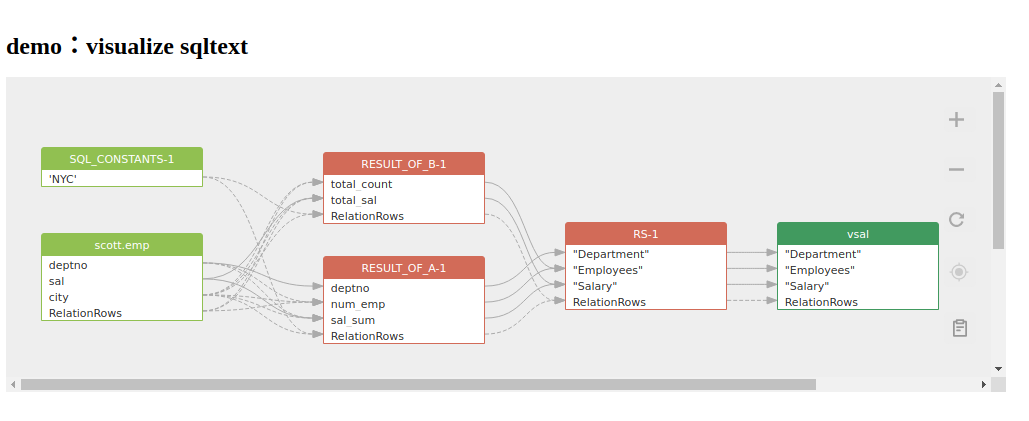 demo：visualize sqltext
SQL_CONSTANTS-1
'NYC'
scott.emp
deptno
sal
city
RelationRows
RESULT_OF_B-1
total_count
total_sal
RelationRows
RESULT_OF_A-1
deptno
num_emp
sal_sum
RelationRows
RS-1
"Department"
"Employees"
"Salary"
RelationRows
vsal
"Department"
"Employees"
"Salary"
RelationRows